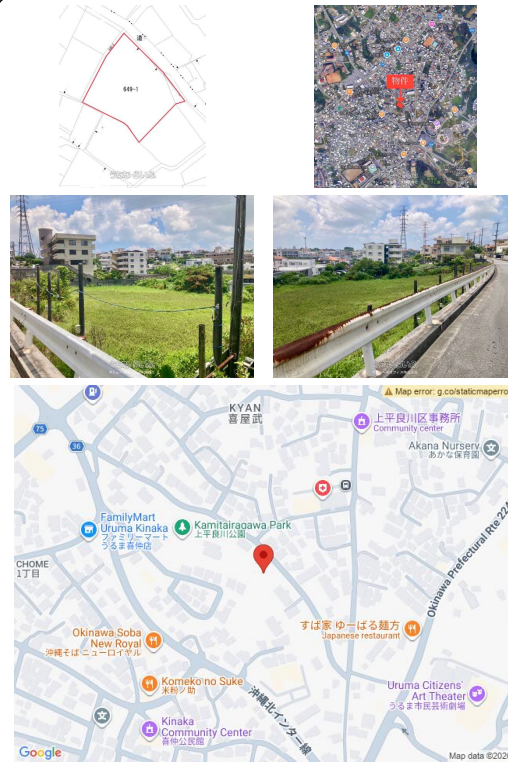 道
649-1
物件
Map error: g.co/staticmaperro
KYAN
喜屋武
上平良川区事務所
Community center
75
36
Akana Nursery
あかな保育園
FamilyMart
Uruma Kinaka
ファミリーマート
うるま喜仲店
Kamitairagawa Park
上平良川公園
CHOME
1丁目
Okinawa Prefectural Rte 224
すば家 ゆーばる麺方
Japanese restaurant
Okinawa Soba
New Royal
沖縄そば ニューロイヤル
Komeko no Suke
米粉ノ助
沖縄北インター線
Uruma Citizens'
Art Theater
うるま市民芸術劇場
Kinaka
Community Center
喜仲公民館
Google
Map data ©2026